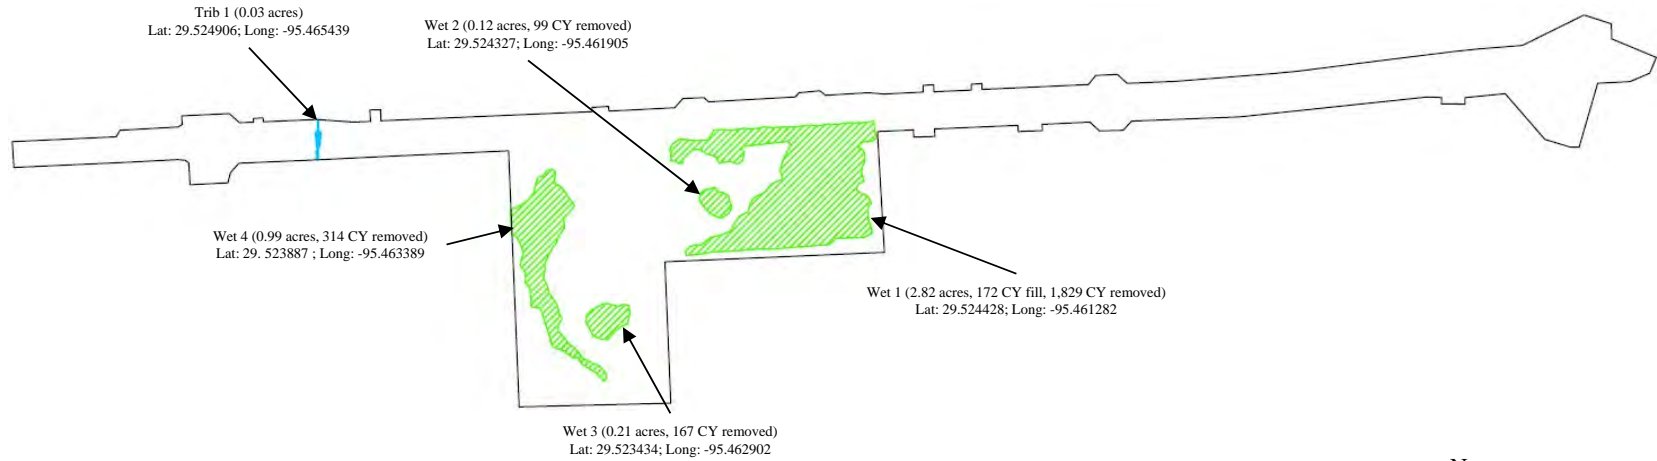 Trib 1 (0.03 acres)
Lat: 29.524906; Long: -95.465439
Wet 2 (0.12 acres, 99 CY removed)
Lat: 29.524327; Long: -95.461905
Wet 4 (0.99 acres, 314 CY removed)
Lat: 29. 523887 ; Long: -95.463389
Wet 1 (2.82 acres, 172 CY fill, 1,829 CY removed)
Lat: 29.524428; Long: -95.461282
Wet 3 (0.21 acres, 167 CY removed)
Lat: 29.523434; Long: -95.462902